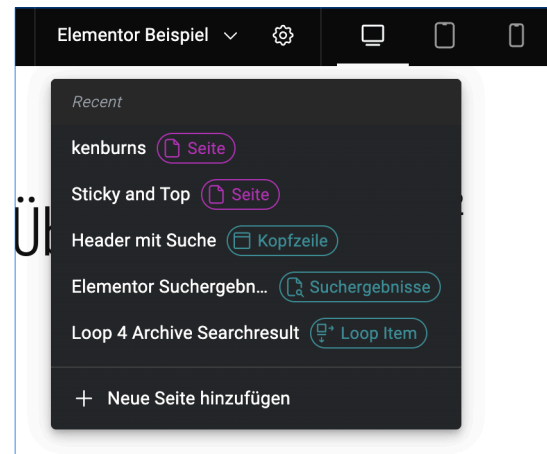 Elementor Beispiel
Recent
kenburns Seite
Sticky and Top Seite
Header mit Suche Kopfzeile
Elementor Suchergebn... Suchergebnisse
Loop 4 Archive Searchresult Loop Item
+ Neue Seite hinzufügen